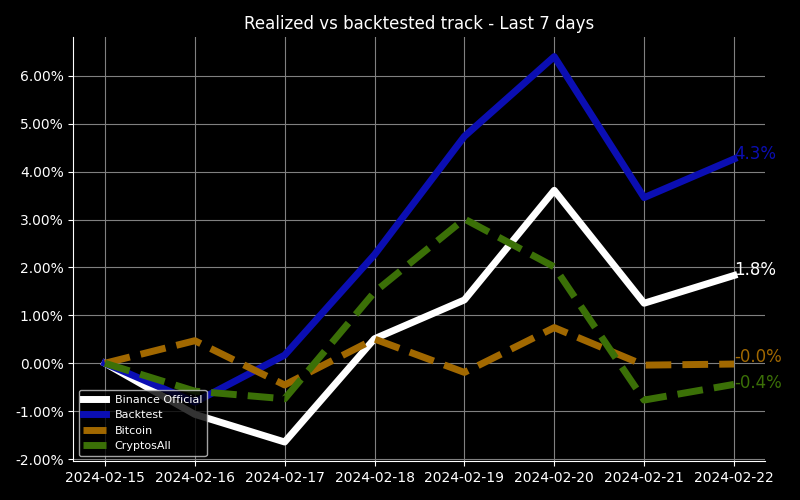 Realized vs backtested track - Last 7 days
6.00%
5.00%
4.00%
3.00%
2.00%
1.00%
0.00%
-1.00%
-2.00%
4.3%
1.8%
-0.0%
-0.4%
Binance Official
Backtest
Bitcoin
CryptosAll
2024-02-15 2024-02-16 2024-02-17 2024-02-18 2024-02-19 2024-02-20 2024-02-21 2024-02-22